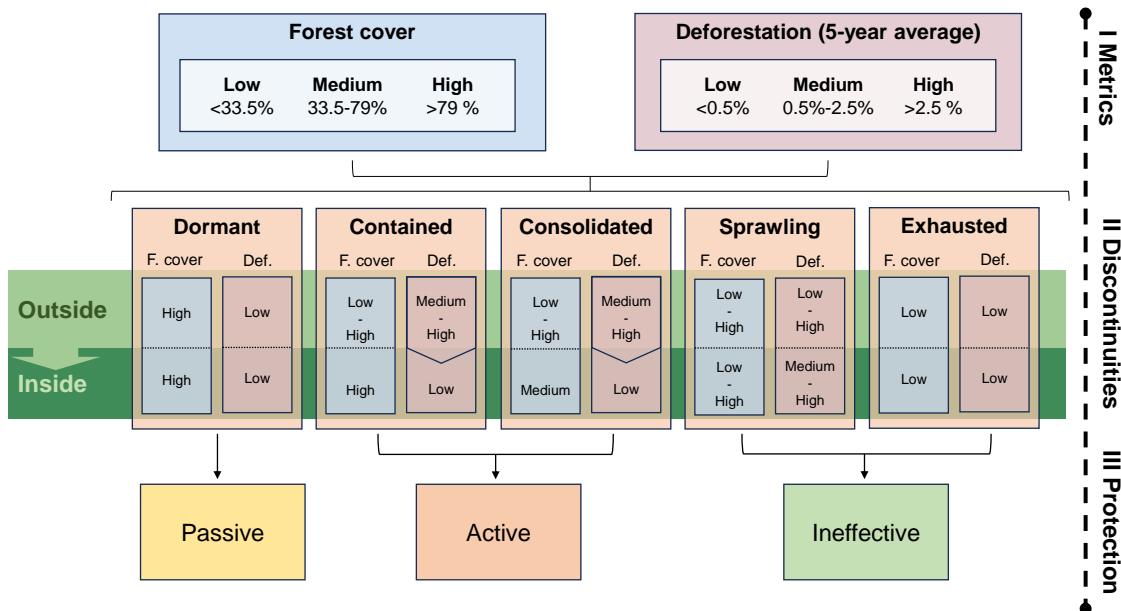 Forest cover
Low Medium High
<33.5% 33.5-79% >79 %
Deforestation (5-year average)
Low Medium High
<0.5% 0.5%-2.5% >2.5 %
I Metrics
Dormant
F. cover Def.
High Low
High Low
Contained
F. cover Def.
Low
-
High
Medium
-
High
High Low
Consolidated
F. cover Def.
Low
-
High
Medium
-
High
Medium Low
Sprawling
F. cover Def.
Low
-
High
Low
-
High
Low
-
High
Medium
-
High
Exhausted
F. cover Def.
Low Low
Low Low
Outside
Inside
II Discontinuities
Passive
Active
Ineffective
III Protection